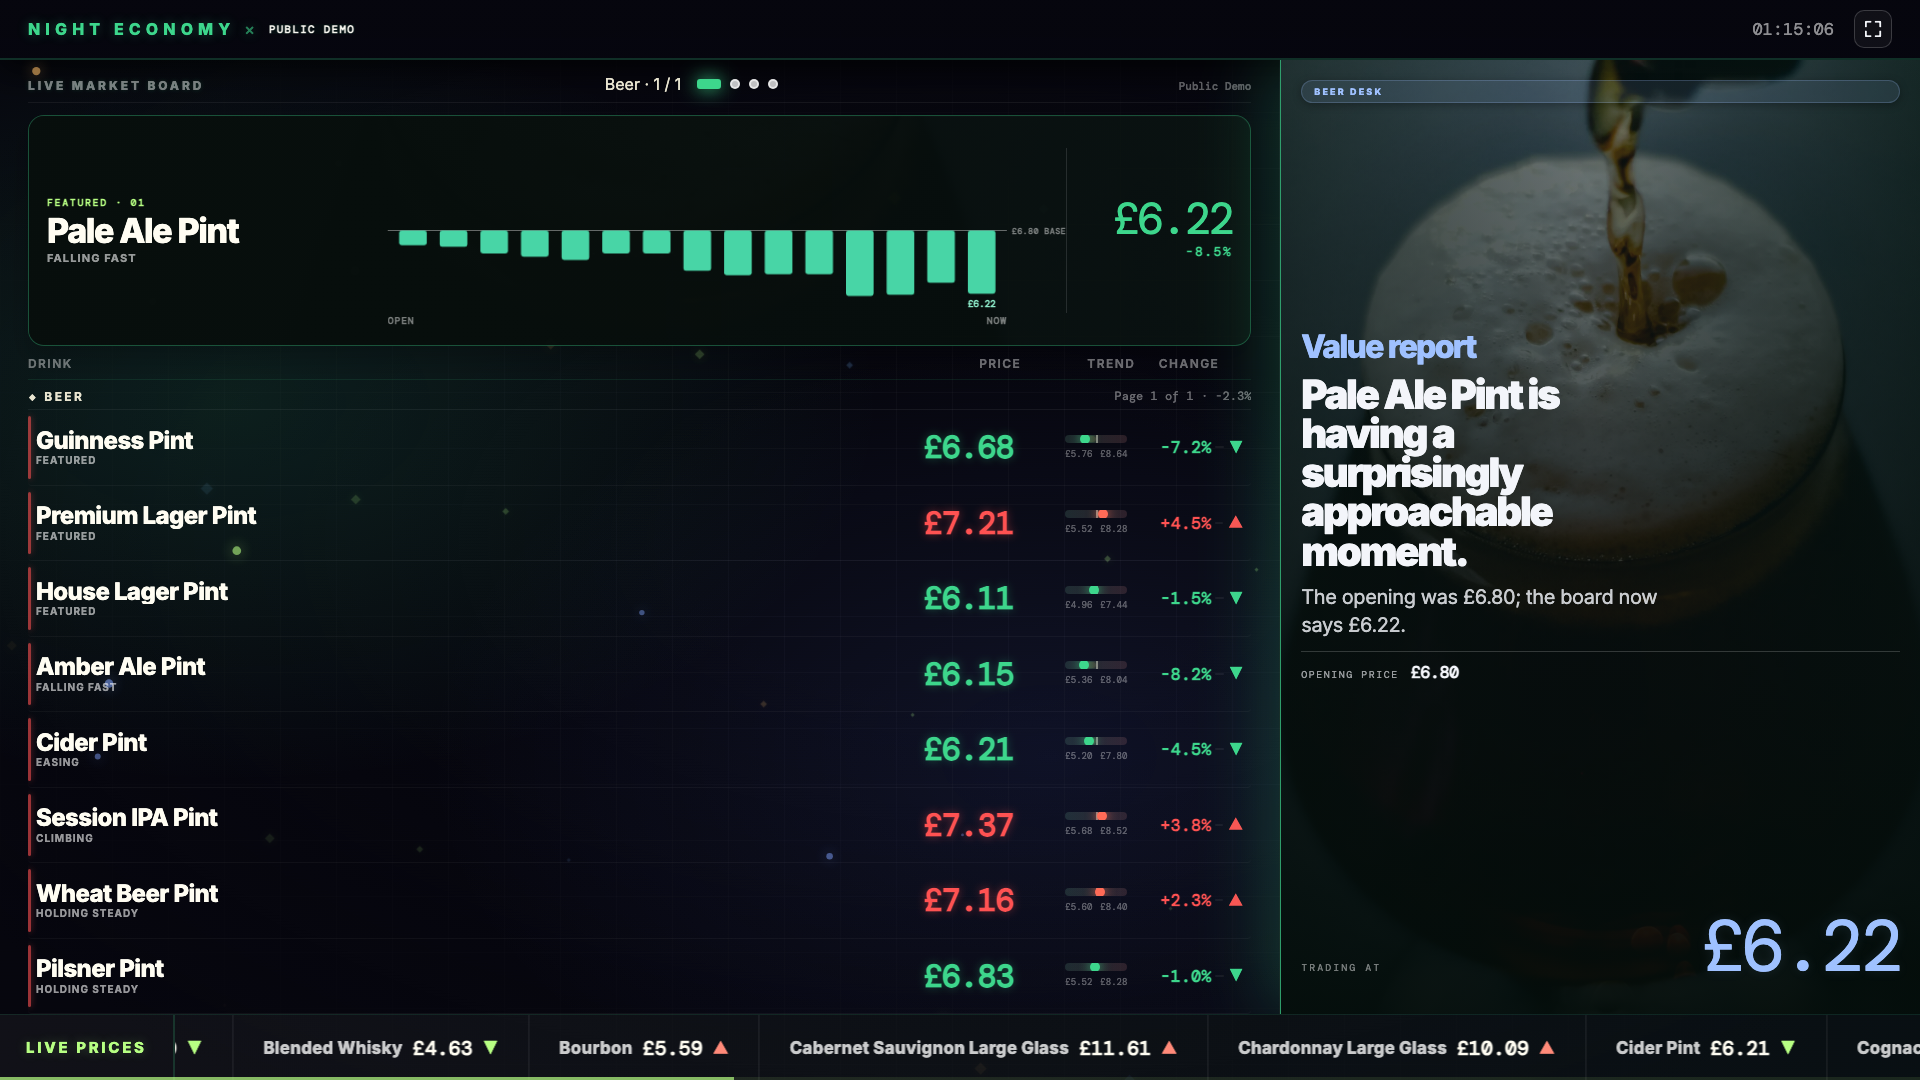 NIGHT ECONOMY × PUBLIC DEMO
01:15:06
LIVE MARKET BOARD
Beer · 1 / 1
Public Demo
FEATURED · 01
Pale Ale Pint
FALLING FAST
£6.80 BASE
£6.22
OPEN
NOW
£6.22
-8.5%
DRINK PRICE TREND CHANGE
◆ BEER
Page 1 of 1 · -2.3%
Guinness Pint
FEATURED
£6.68
£5.76 £8.64
-7.2% ▼
Premium Lager Pint
FEATURED
£7.21
£5.52 £8.28
+4.5% ▲
House Lager Pint
FEATURED
£6.11
£4.96 £7.44
-1.5% ▼
Amber Ale Pint
FALLING FAST
£6.15
£5.36 £8.04
-8.2% ▼
Cider Pint
EASING
£6.21
£5.20 £7.80
-4.5% ▼
Session IPA Pint
CLIMBING
£7.37
£5.68 £8.52
+3.8% ▲
Wheat Beer Pint
HOLDING STEADY
£7.16
£5.60 £8.40
+2.3% ▲
Pilsner Pint
HOLDING STEADY
£6.83
£5.52 £8.28
-1.0% ▼
BEER DESK
Value report
Pale Ale Pint is
having a
surprisingly
approachable
moment.
The opening was £6.80; the board now
says £6.22.
OPENING PRICE £6.80
TRADING AT
£6.22
LIVE PRICES
▼ Blended Whisky £4.63 ▼ Bourbon £5.59 ▲ Cabernet Sauvignon Large Glass £11.61 ▲ Chardonnay Large Glass £10.09 ▲ Cider Pint £6.21 ▼ Cognac